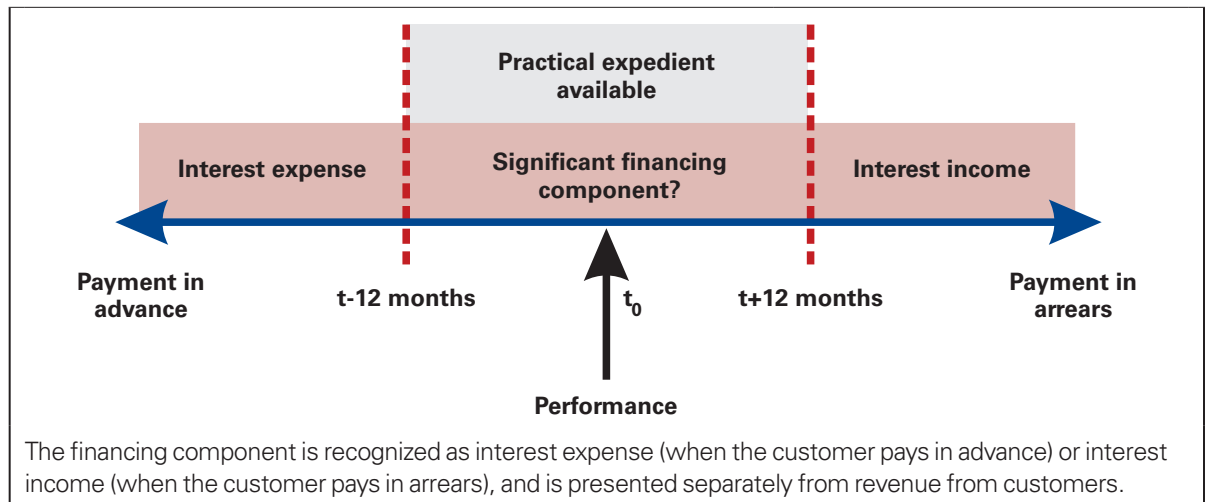 Practical expedient
available
Interest expense
Significant financing
component?
Interest income
Payment in
advance
t-12 months
t0
t+12 months
Payment in
arrears
Performance
The financing component is recognized as interest expense (when the customer pays in advance) or interest
income (when the customer pays in arrears), and is presented separately from revenue from customers.